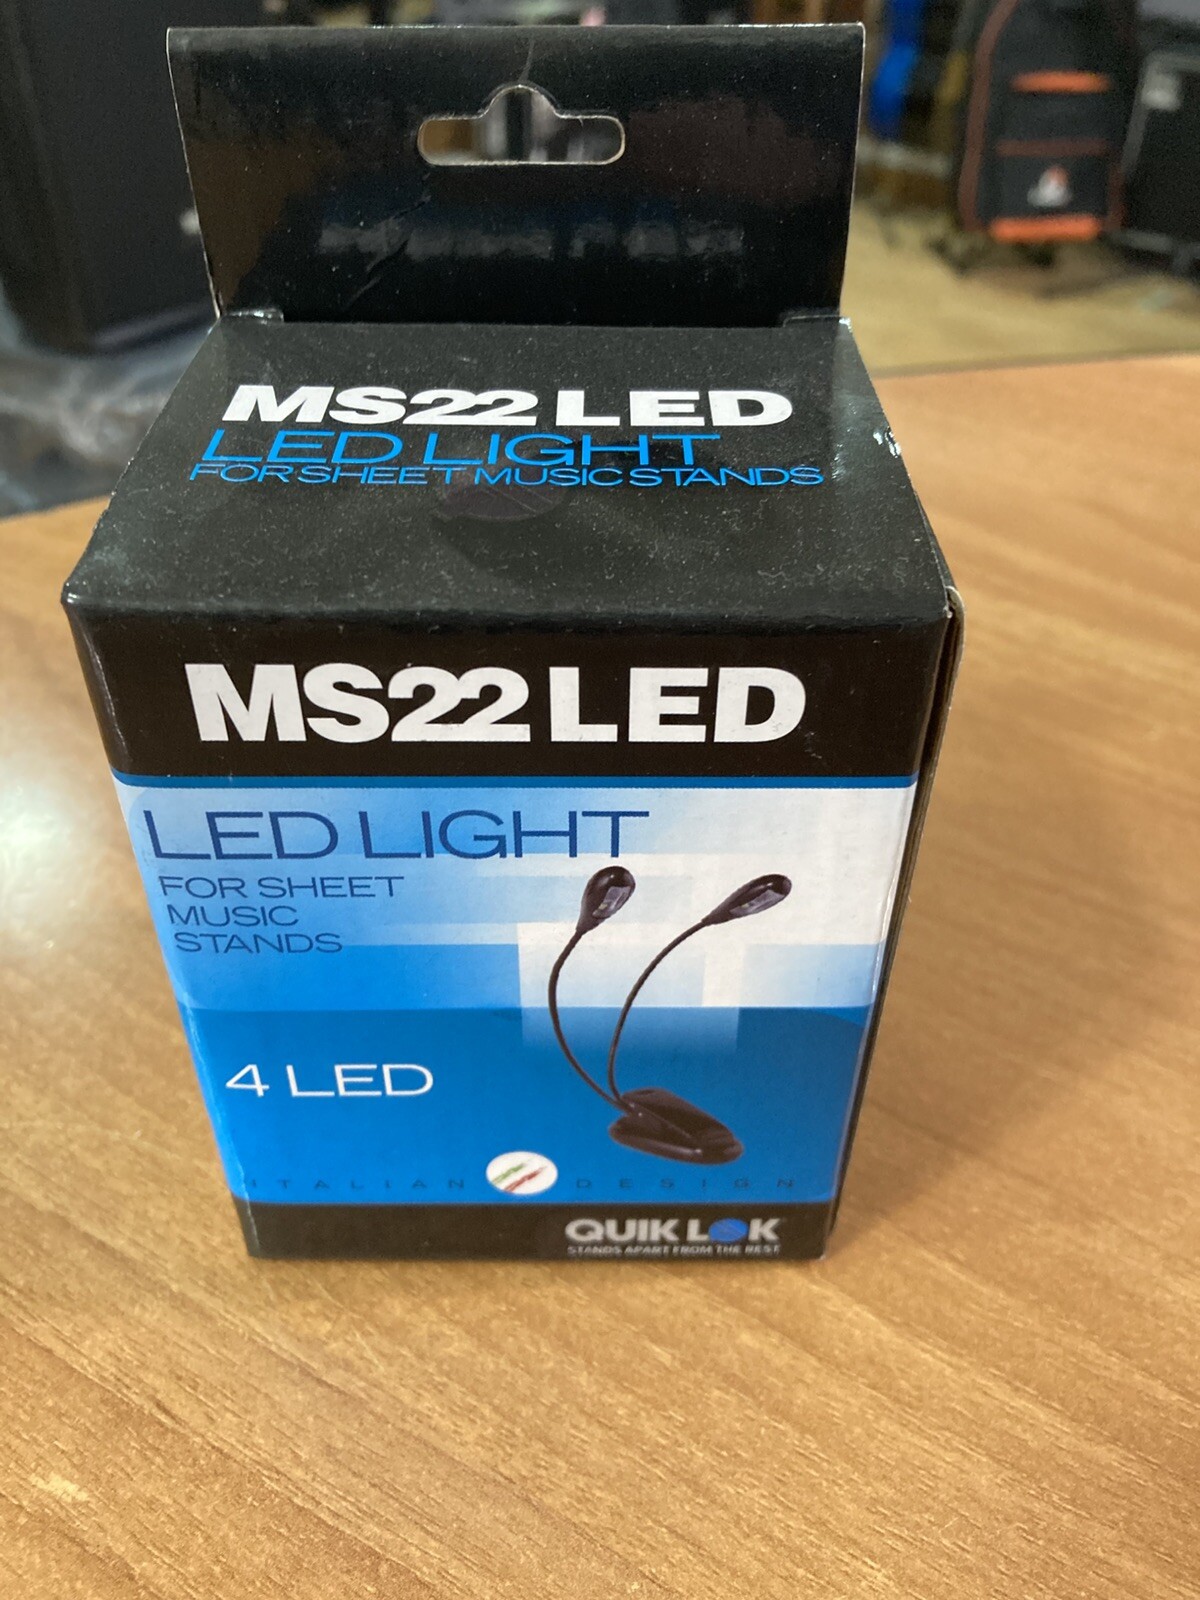 MS22 LED
LED LIGHT
FOR SHEET MUSIC STANDS
MS22 LED
LED LIGHT
FOR SHEET
MUSIC
STANDS
4 LED
ITALIAN DESIGN
QUIK LOK
STANDS APART FROM THE REST